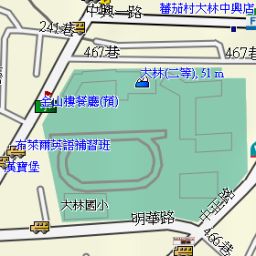 蕃茄村大林中興店
中興一路
241巷
467巷
467巷
大林(二等), 51 m
金山樓餐廳(預)
布萊爾英語補習班
漢寶堡
大林國小
明華路
中正路
466巷